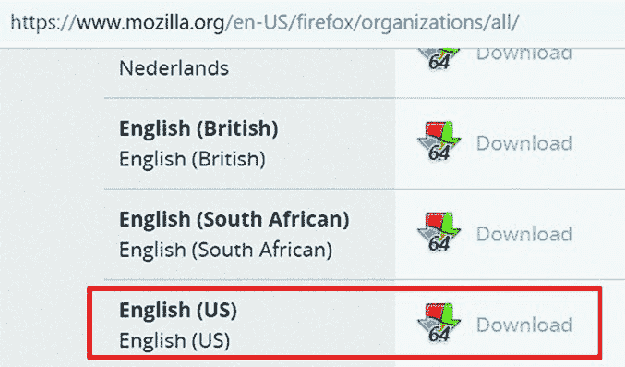 https://www.mozilla.org/en-US/firefox/organizations/all/
Nederlands
Download
English (British)
English (British)
64 Download
English (South African)
English (South African)
64 Download
English (US)
English (US)
64 Download